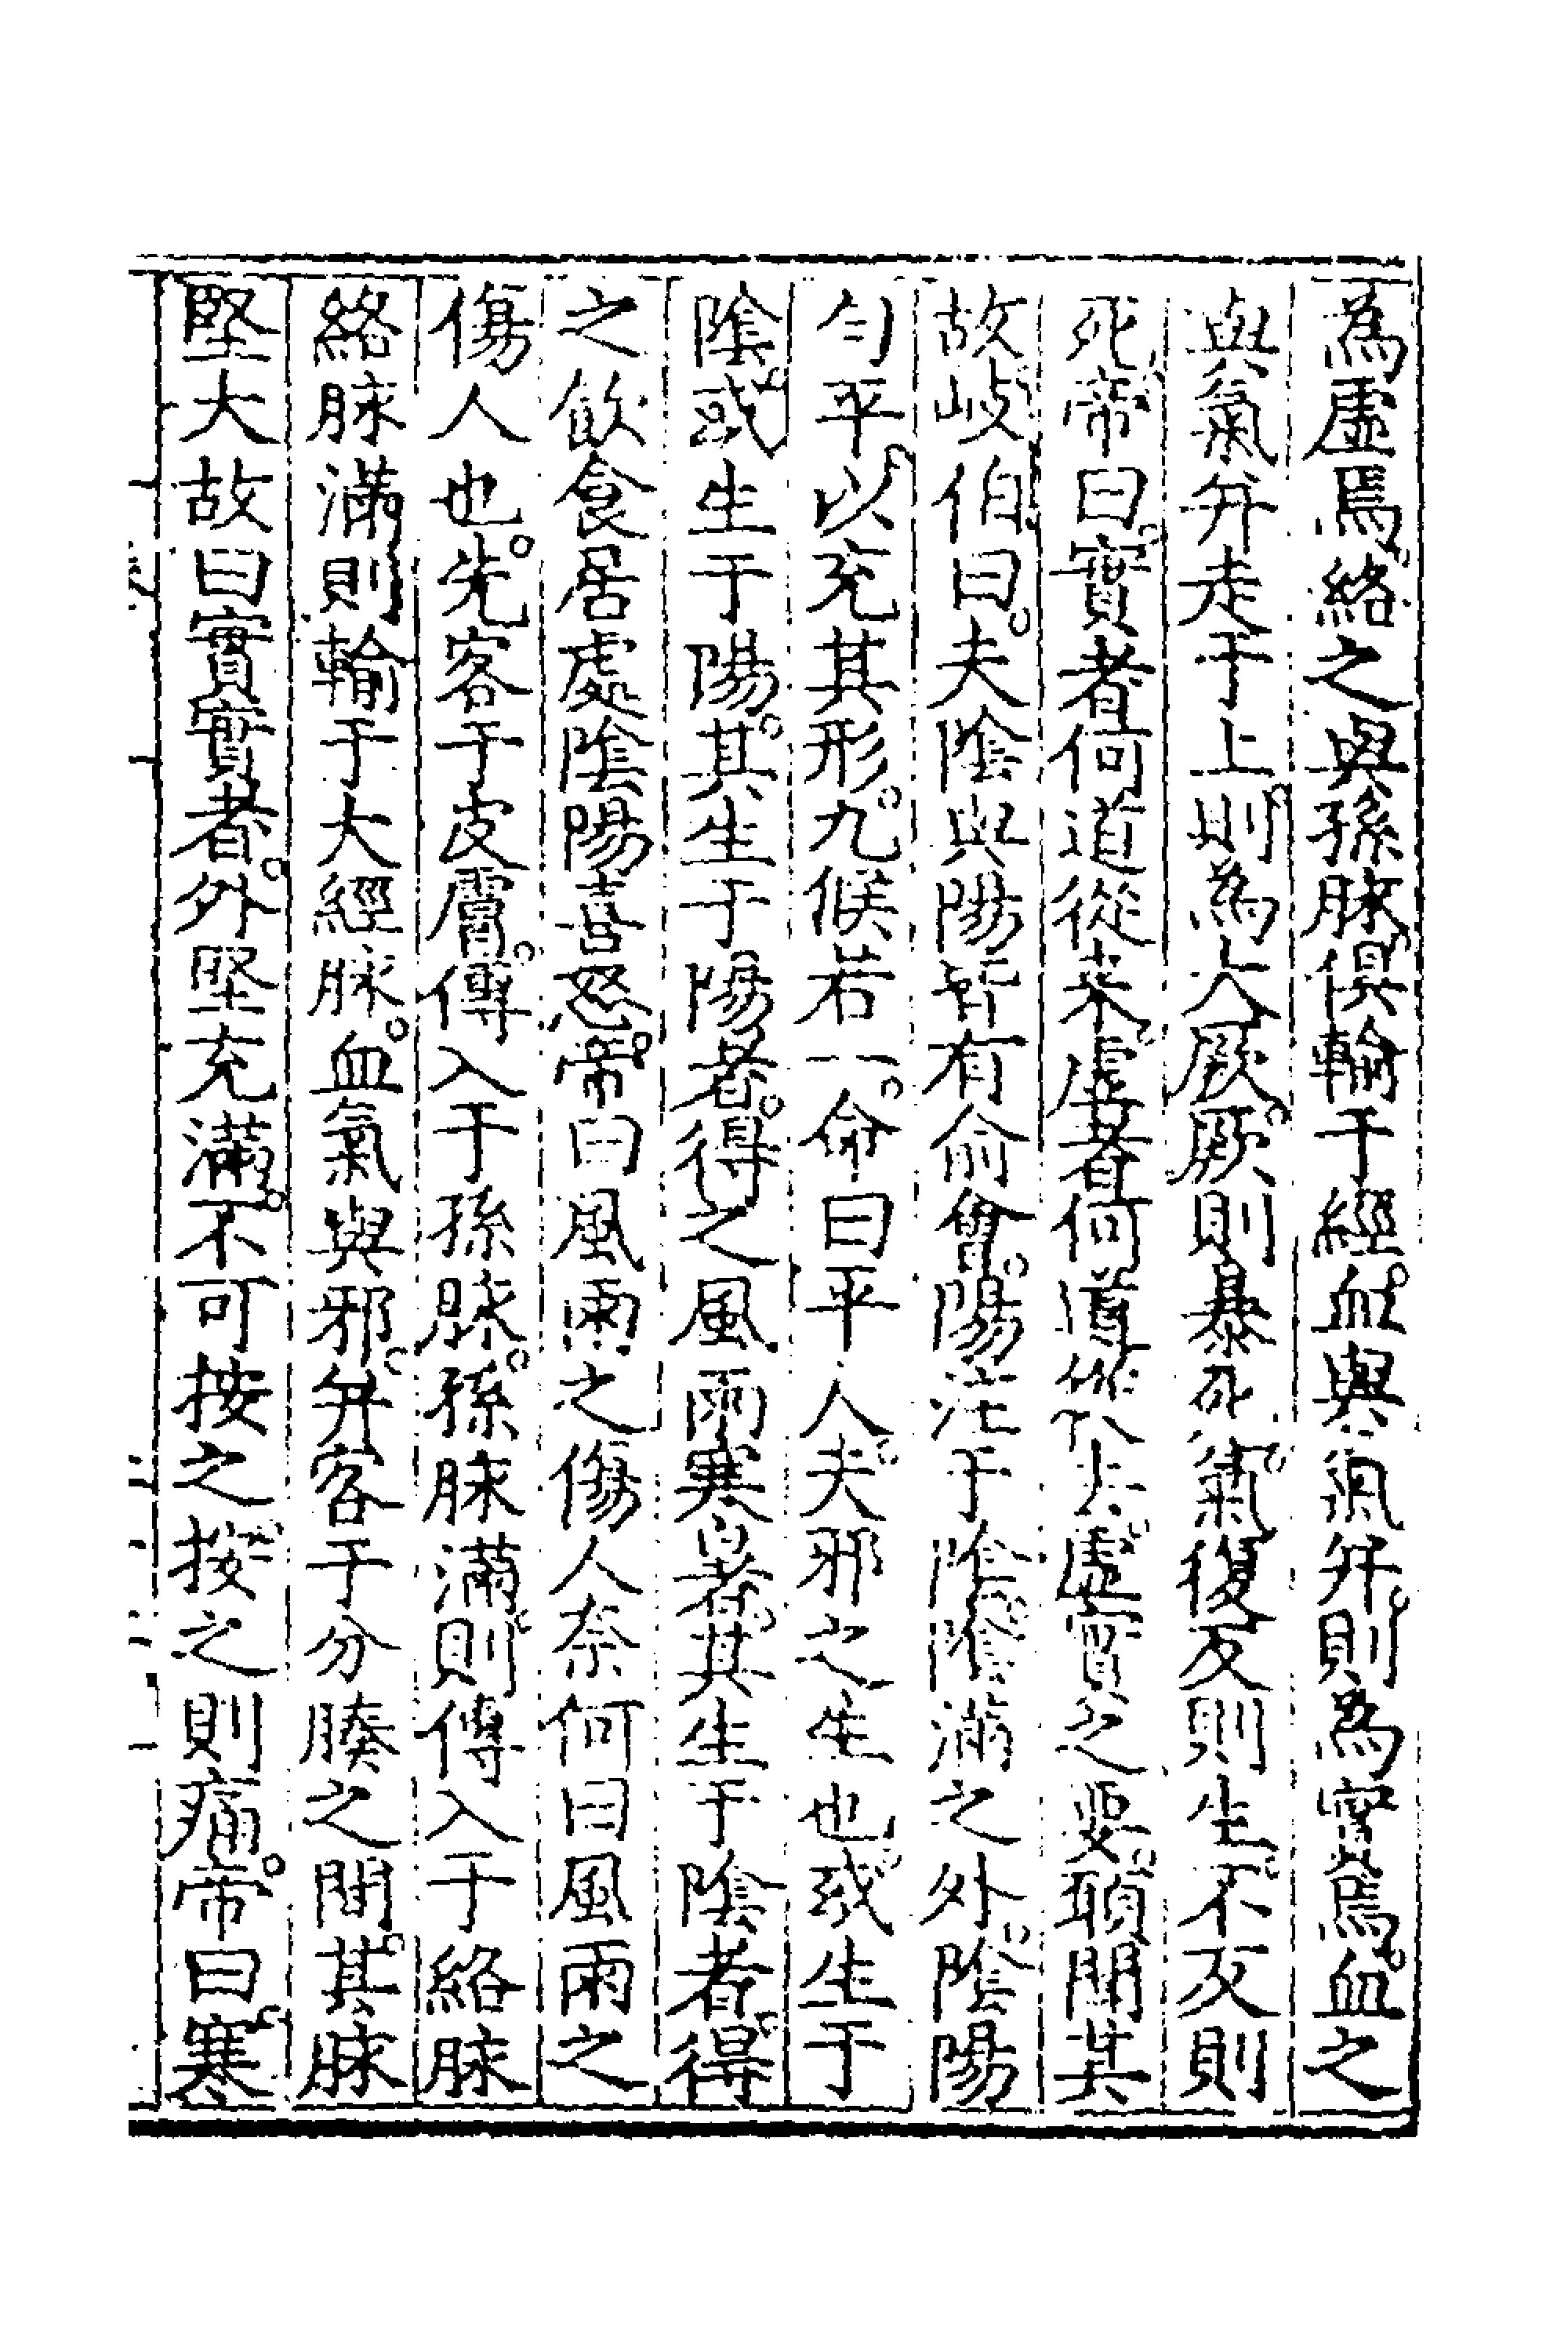 為虛焉絡之與孫脉俱輸于經血與氣并則為實焉血之
與氣并走于上則為大厥厥則暴死氣復反則生不反則
死帝曰實者何道從來虛者何道從去虛實之要願聞其
故岐伯曰夫陰與陽皆有俞會陽注于陰陰滿之外陰陽
勻平以充其形九候若一命曰平人夫邪之生也或生于
陰或生于陽其生于陽者得之風雨寒暑其生于陰者得
之飲食居處陰陽喜怒帝曰風雨之傷人奈何曰風雨之
傷人也先客于皮膚傳入于孫脉孫脉滿則傳入于絡脉
絡脉滿則輸于大經脉血氣與邪并客于分腠之間其脉
堅大故曰實實者外堅充滿不可按之按之則痛帝曰寒